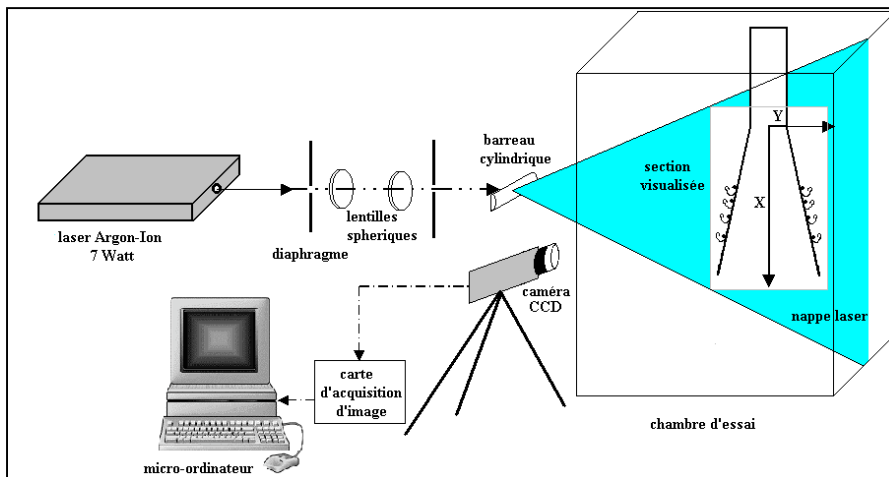 laser Argon-Ion
7 Watt
diaphragme
lentilles
spheriques
barreau
cylindrique
section
visualisée
Y
X
nappe laser
chambre d'essai
caméra
CCD
carte
d'acquisition
d'image
micro-ordinateur